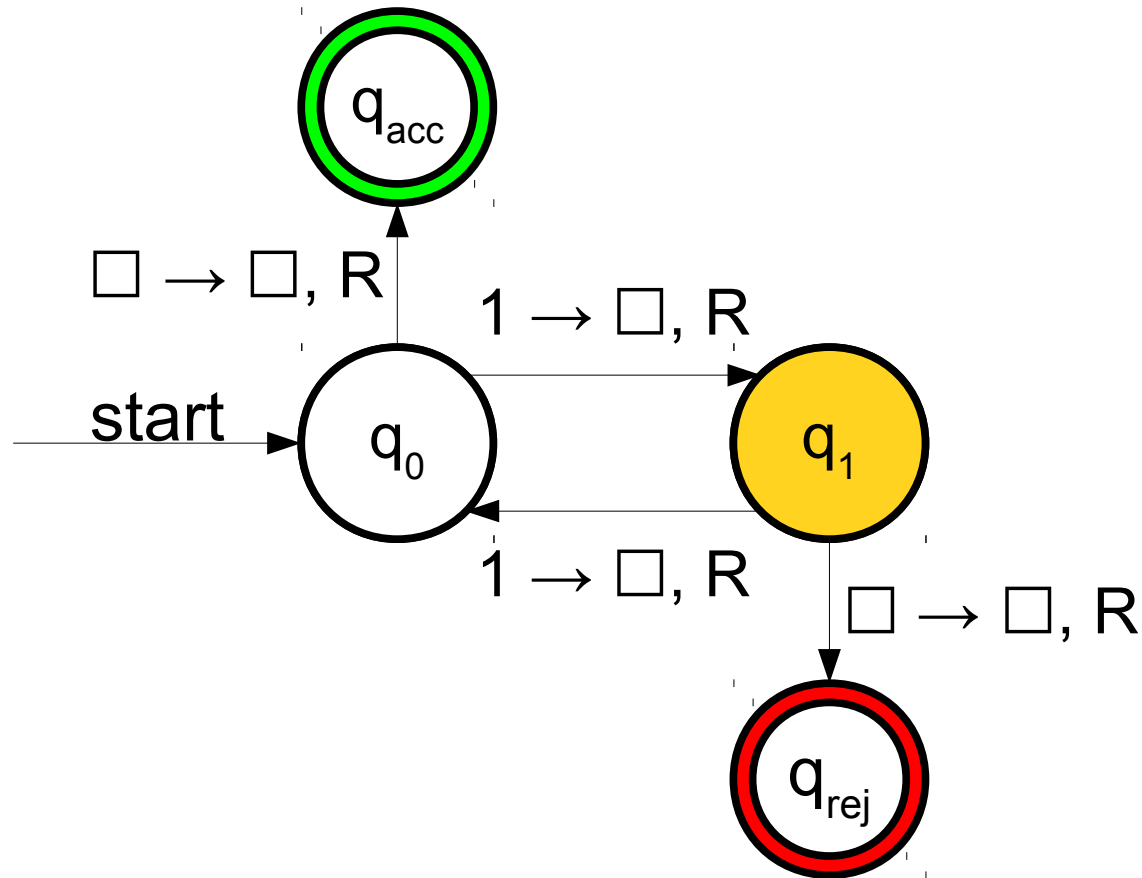 q_acc
□ → □, R
1 → □, R
start
q_0
q_1
1 → □, R
□ → □, R
q_rej